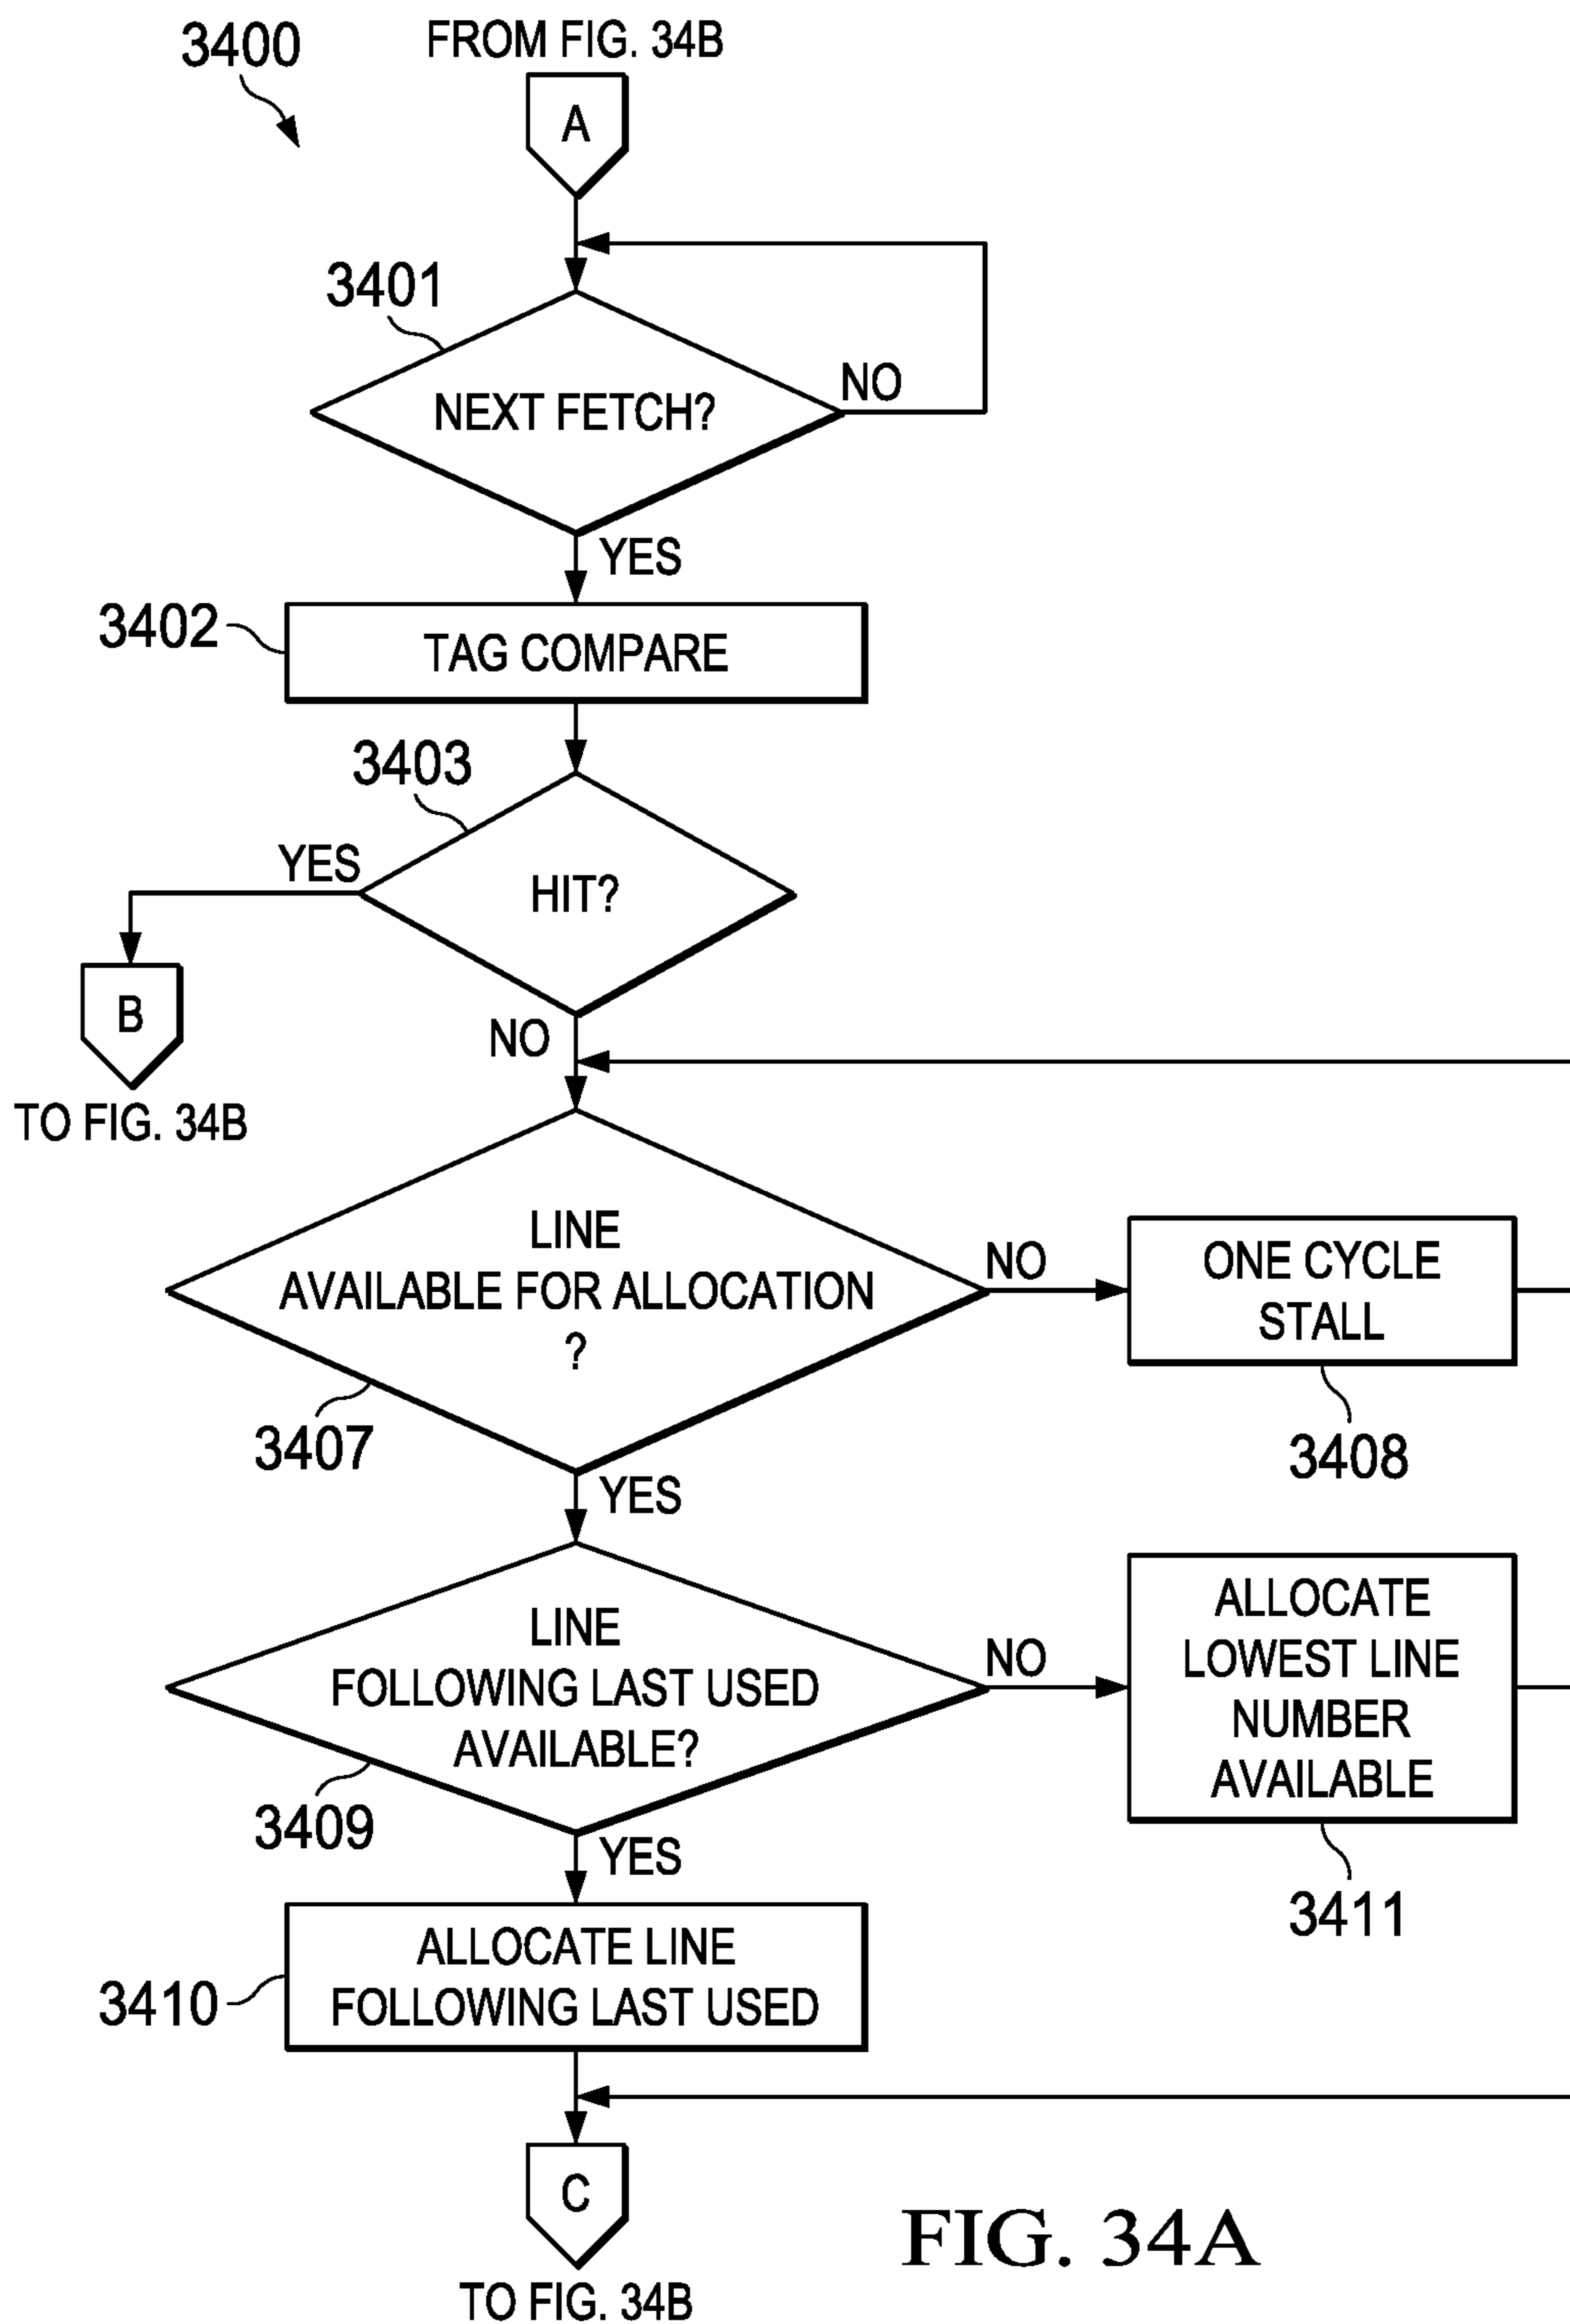 3400
FROM FIG. 34B
A
3401
NEXT FETCH?
NO
YES
3402
TAG COMPARE
3403
YES
HIT?
B
NO
TO FIG. 34B
LINE
AVAILABLE FOR ALLOCATION
?
NO
ONE CYCLE
STALL
3407
3408
YES
LINE
FOLLOWING LAST USED
AVAILABLE?
NO
ALLOCATE
LOWEST LINE
NUMBER
AVAILABLE
3409
YES
3411
ALLOCATE LINE
FOLLOWING LAST USED
3410
C
TO FIG. 34B
FIG. 34A